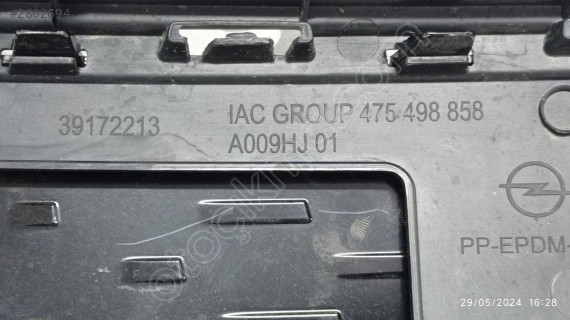 39172213
IAC GROUP 475 498 858
A009HJ 01
PP-EPDM-
29/05/2024 16:28